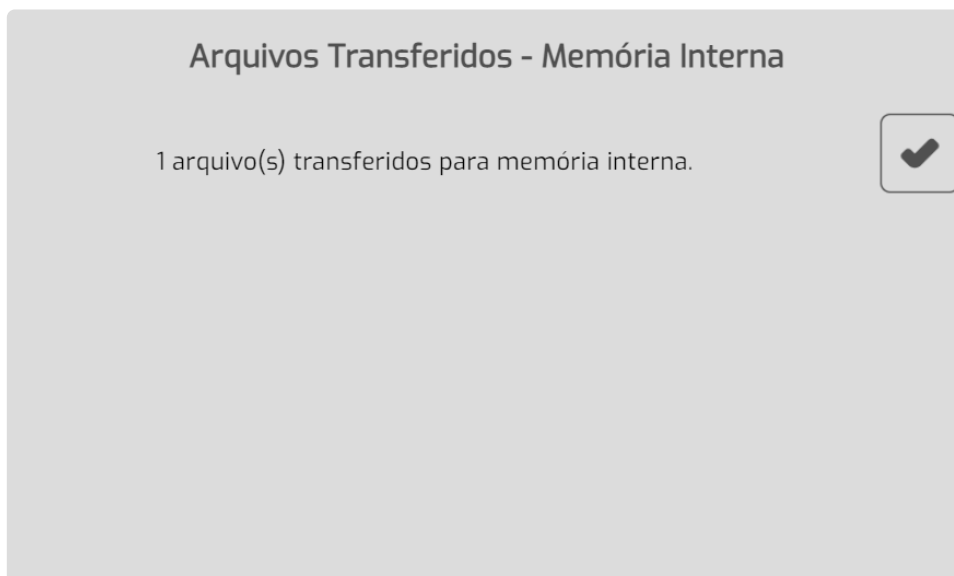 Arquivos Transferidos - Memória Interna
1 arquivo(s) transferidos para memória interna.